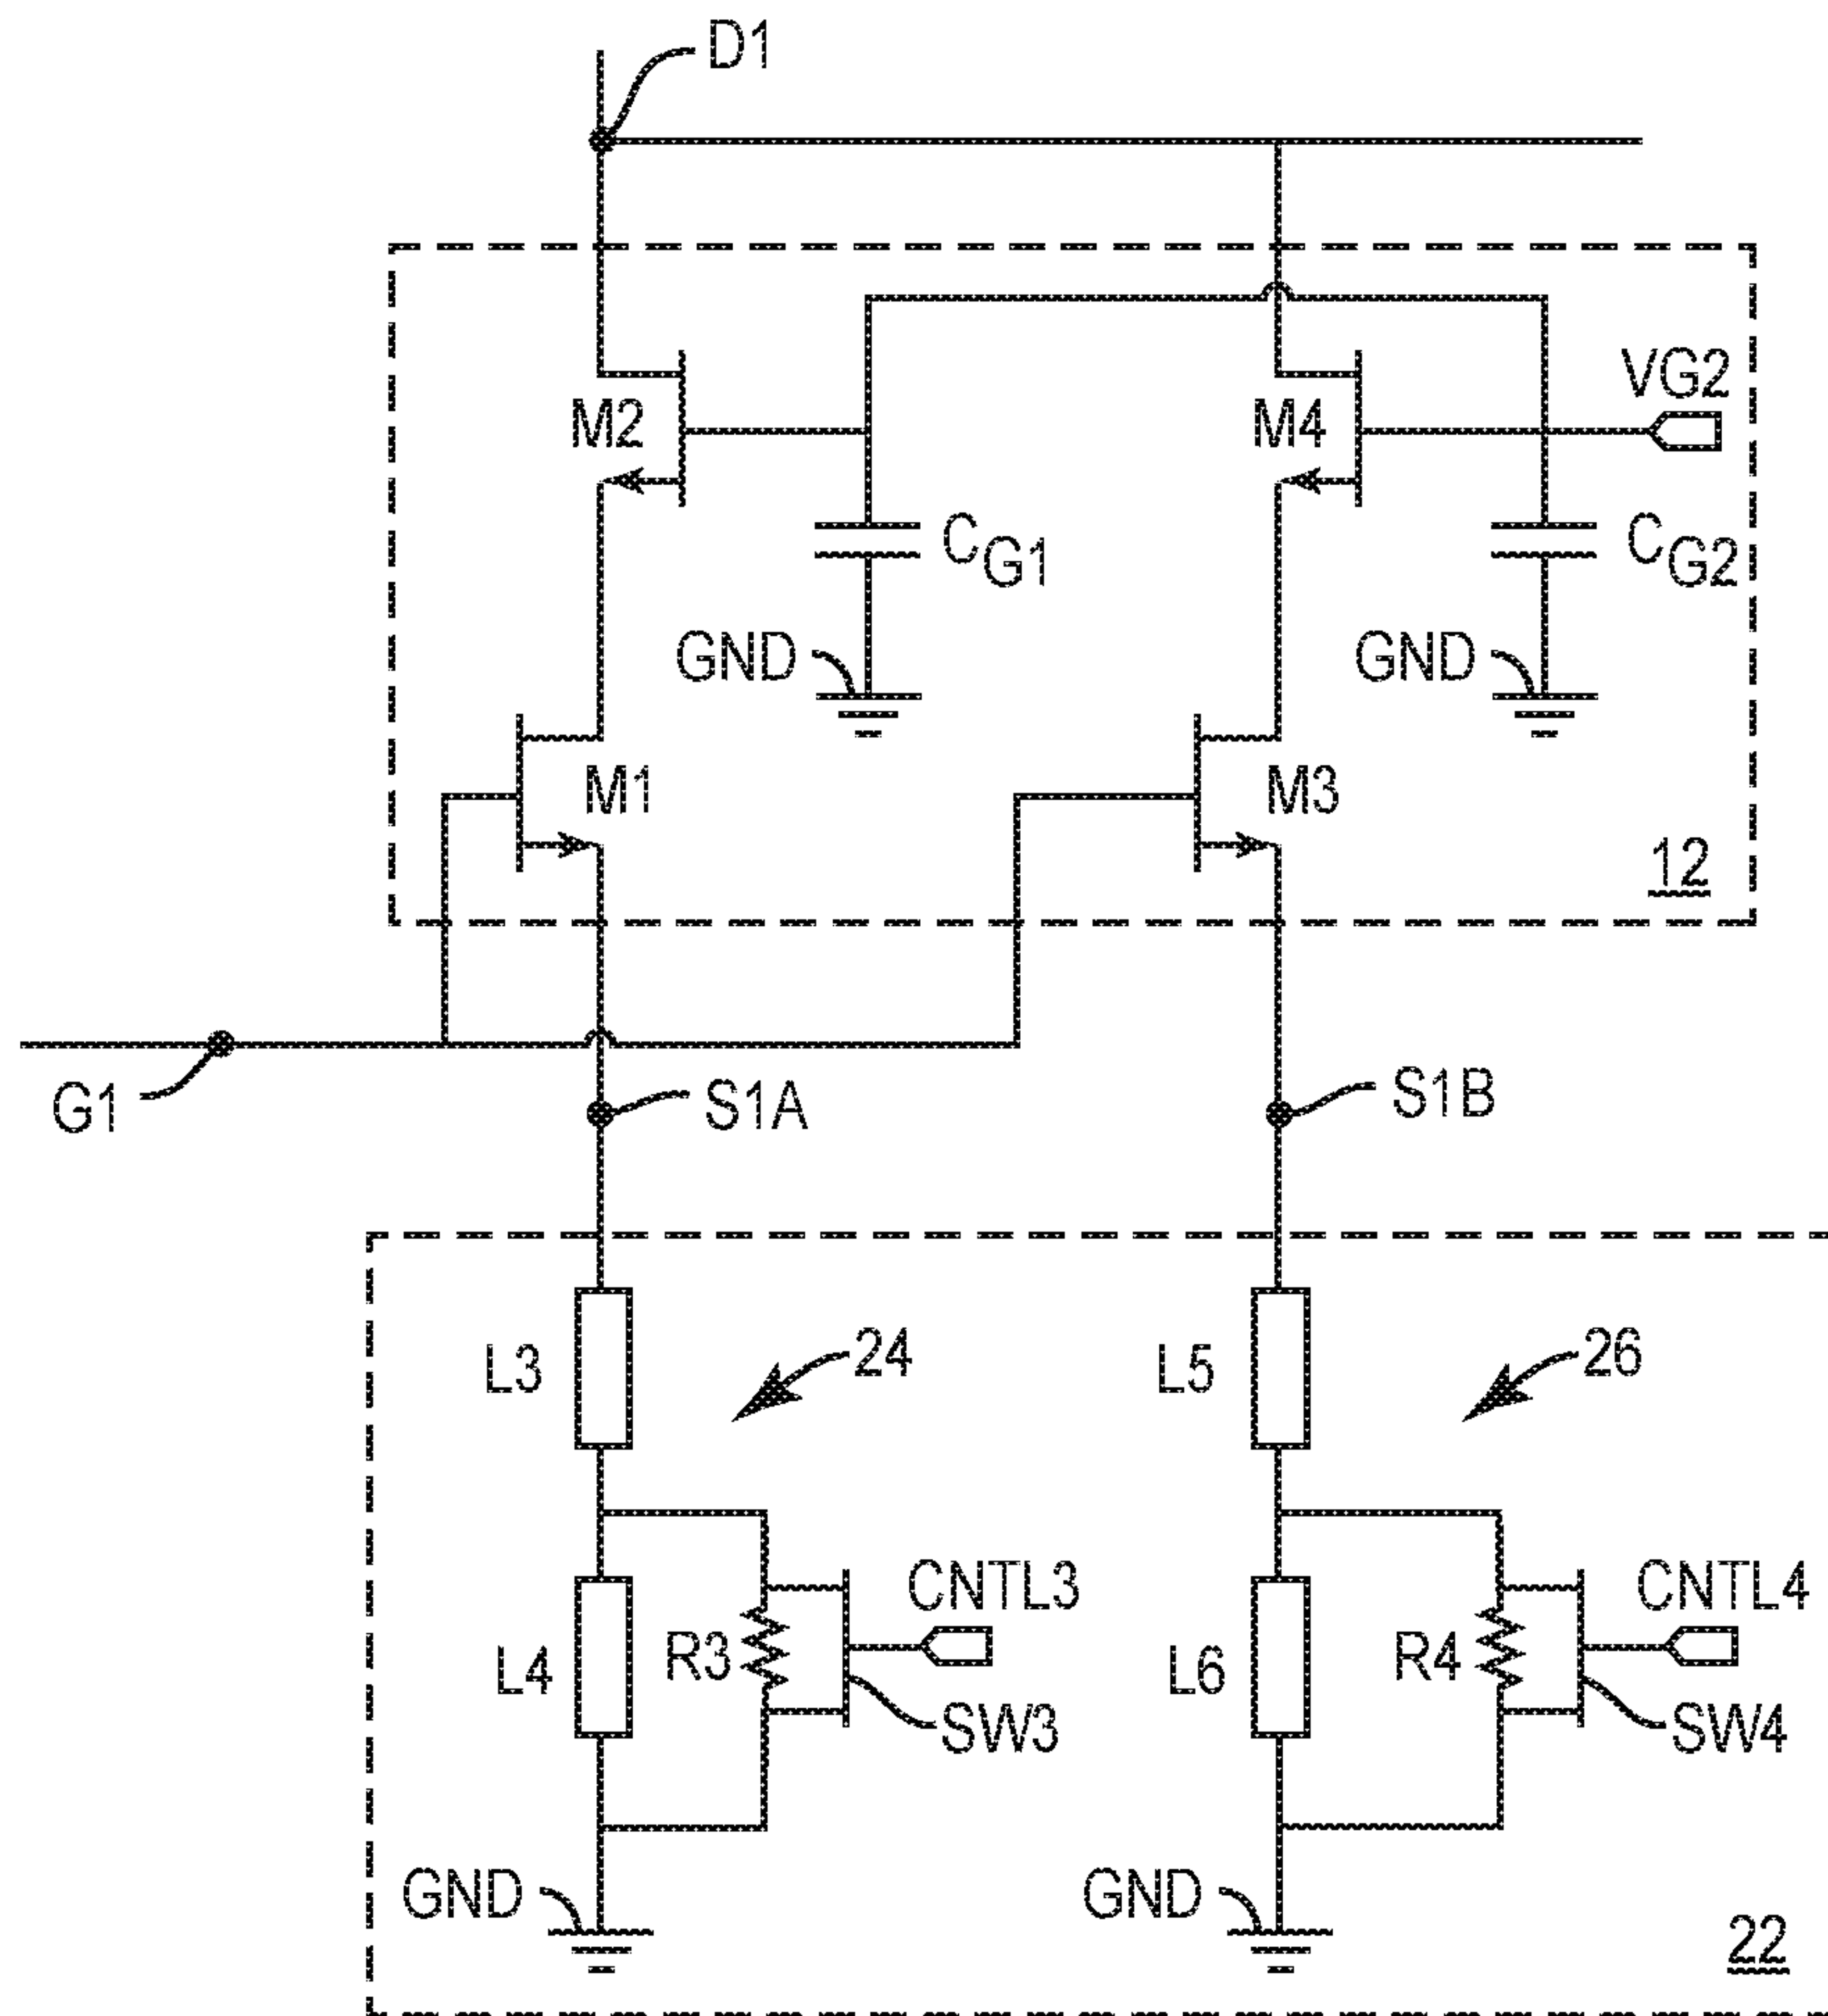 D1
VG2
M2
M4
CG1
CG2
GND
GND
M1
M3
12
G1
S1A
S1B
L3
24
L5
26
CNTL3
CNTL4
L4
R3
L6
R4
SW3
SW4
GND
GND
22